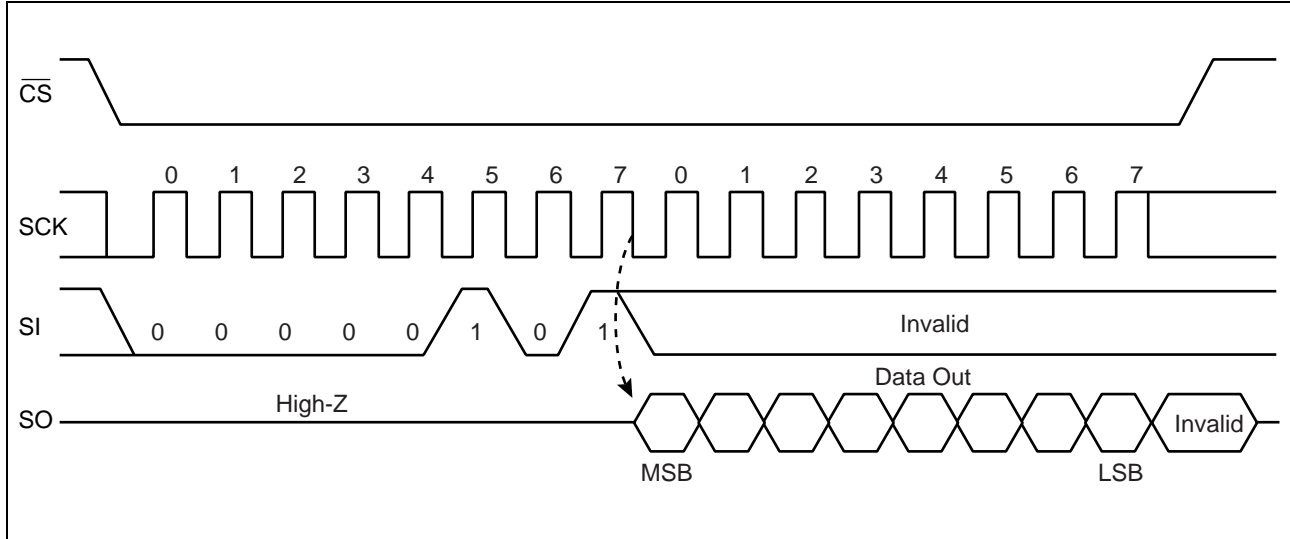 CS
0 1 2 3 4 5 6 7 0 1 2 3 4 5 6 7
SCK
SI
0 0 0 0 0 1 0 1
Invalid
Data Out
High-Z
SO
Invalid
MSB
LSB